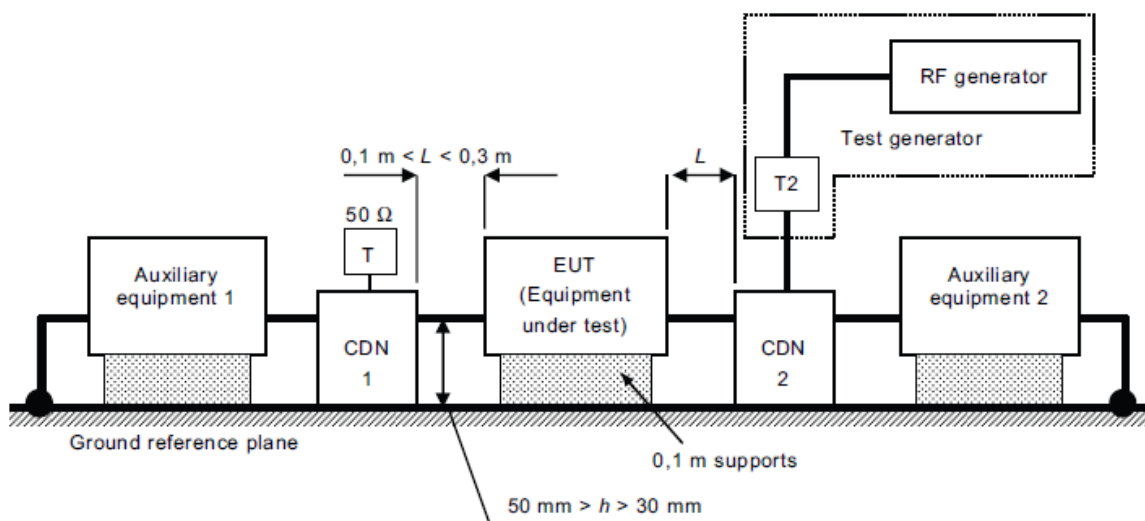 RF generator
Test generator
0,1 m < L < 0,3 m
L
T2
50 Ω
T
Auxiliary
equipment 1
EUT
(Equipment
under test)
Auxiliary
equipment 2
CDN
1
CDN
2
Ground reference plane
0,1 m supports
50 mm > h > 30 mm